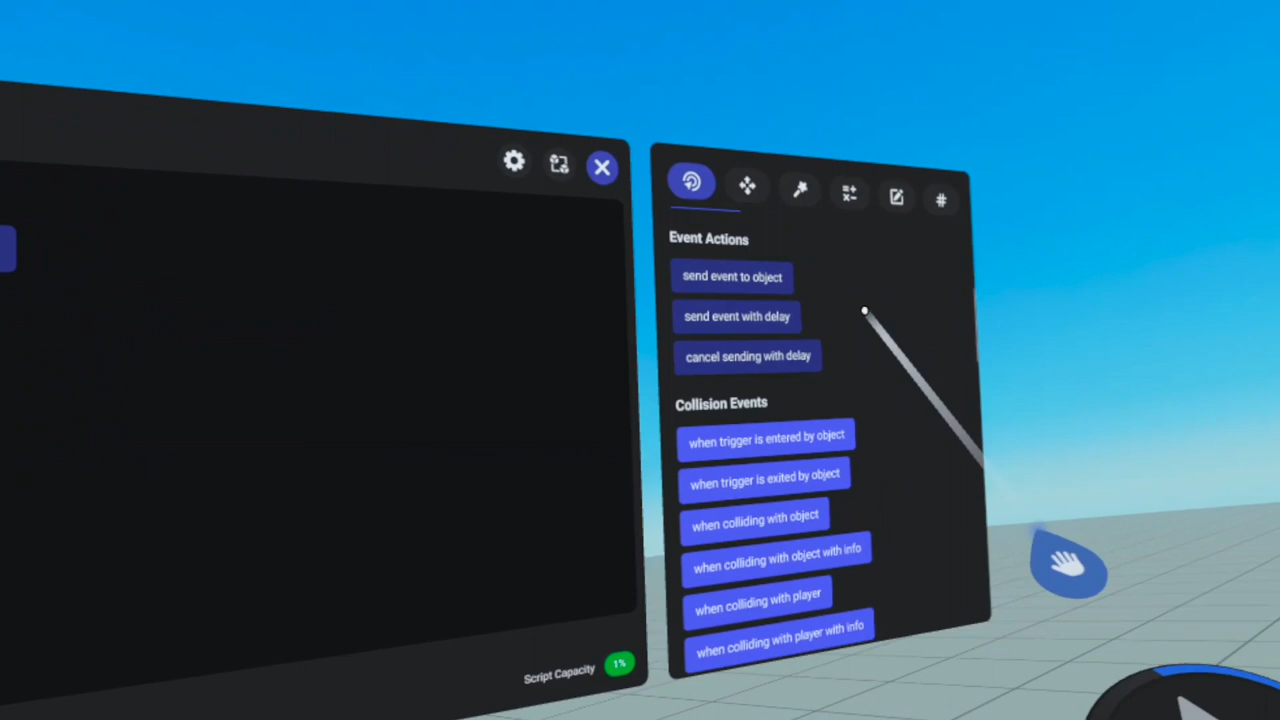 Event Actions
send event to object
send event with delay
cancel sending with delay
Collision Events
when trigger is entered by object
when trigger is exited by object
when colliding with object
when colliding with object with info
when colliding with player
when colliding with player with info
Script Capacity 1%